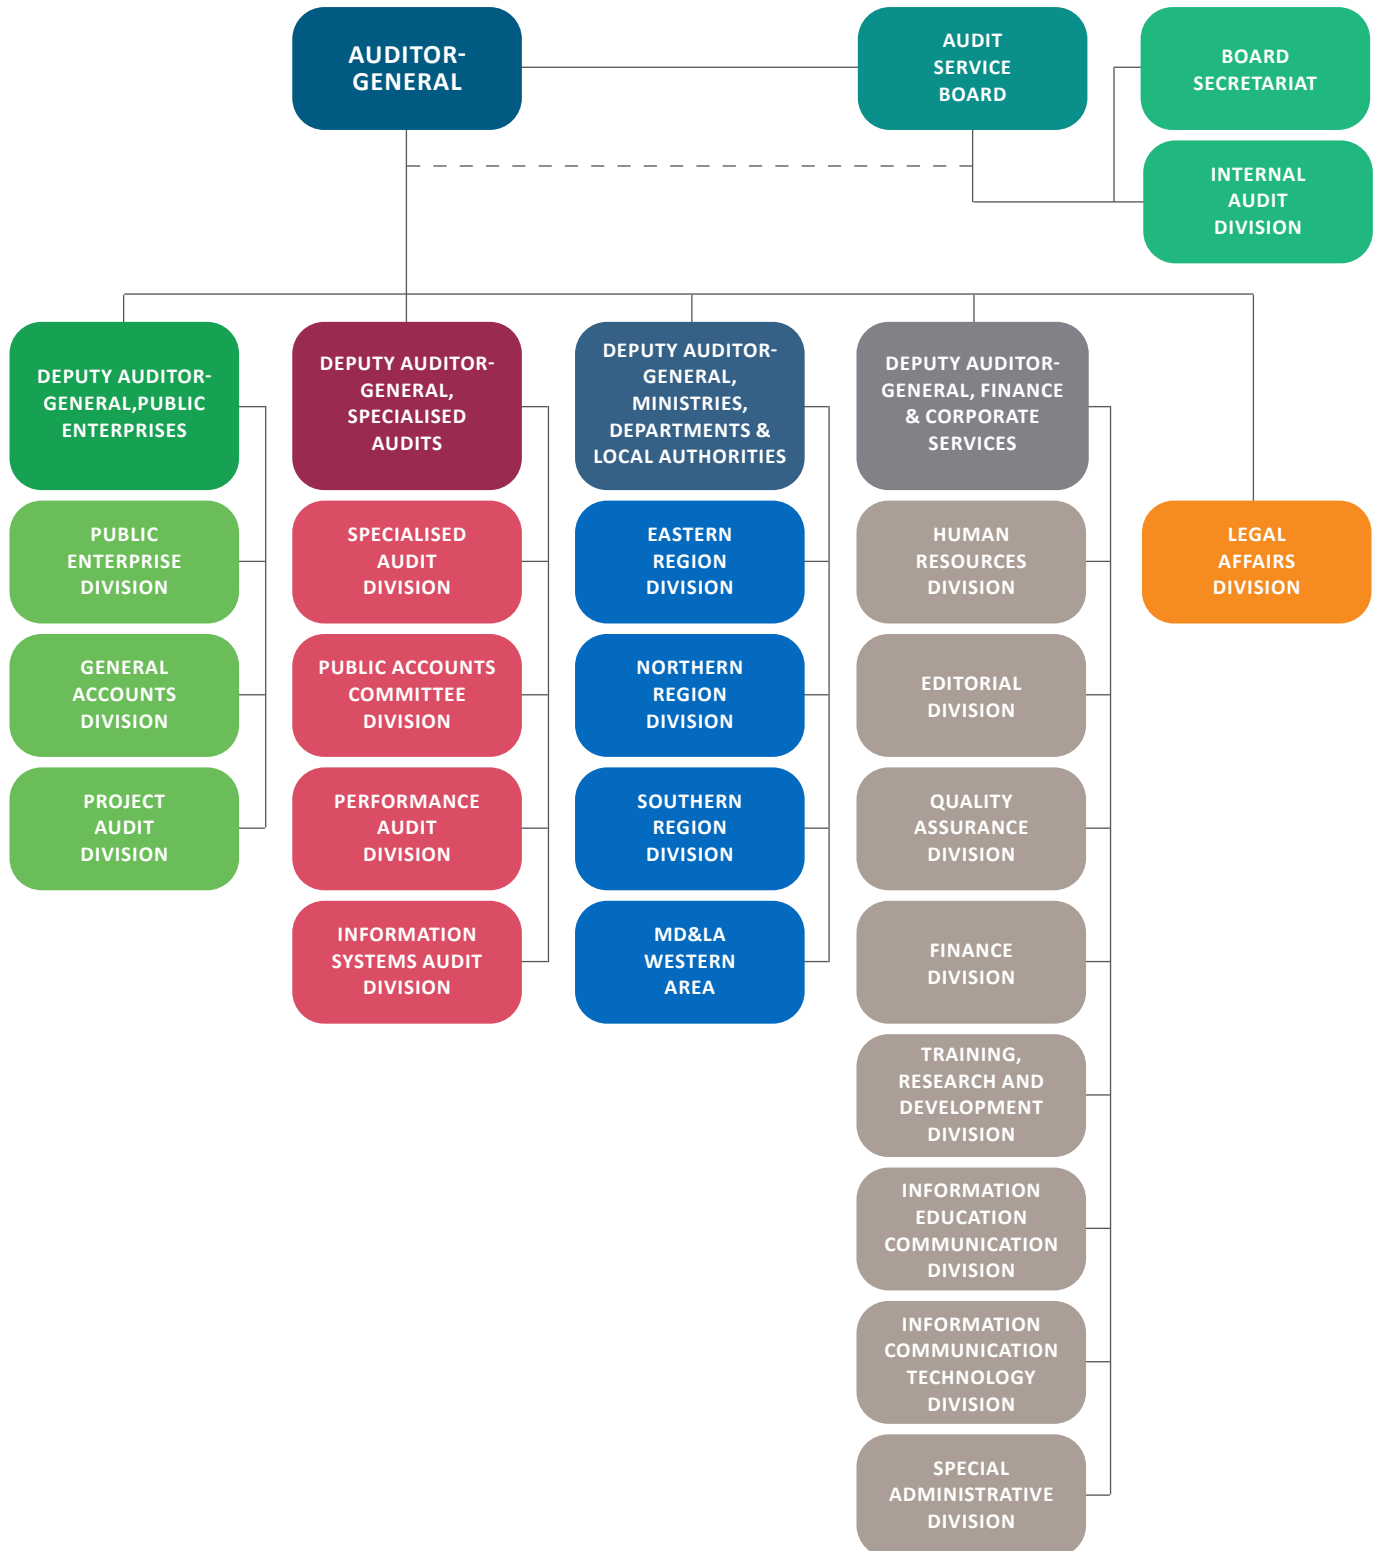 AUDITOR-
GENERAL
AUDIT
SERVICE
BOARD
BOARD
SECRETARIAT
INTERNAL
AUDIT
DIVISION
DEPUTY AUDITOR-
GENERAL,PUBLIC
ENTERPRISES
PUBLIC
ENTERPRISE
DIVISION
GENERAL
ACCOUNTS
DIVISION
PROJECT
AUDIT
DIVISION
DEPUTY AUDITOR-
GENERAL,
SPECIALISED
AUDITS
SPECIALISED
AUDIT
DIVISION
PUBLIC ACCOUNTS
COMMITTEE
DIVISION
PERFORMANCE
AUDIT
DIVISION
INFORMATION
SYSTEMS AUDIT
DIVISION
DEPUTY AUDITOR-
GENERAL,
MINISTRIES,
DEPARTMENTS &
LOCAL AUTHORITIES
EASTERN
REGION
DIVISION
NORTHERN
REGION
DIVISION
SOUTHERN
REGION
DIVISION
MD&LA
WESTERN
AREA
DEPUTY AUDITOR-
GENERAL, FINANCE
& CORPORATE
SERVICES
HUMAN
RESOURCES
DIVISION
EDITORIAL
DIVISION
QUALITY
ASSURANCE
DIVISION
FINANCE
DIVISION
TRAINING,
RESEARCH AND
DEVELOPMENT
DIVISION
INFORMATION
EDUCATION
COMMUNICATION
DIVISION
INFORMATION
COMMUNICATION
TECHNOLOGY
DIVISION
SPECIAL
ADMINISTRATIVE
DIVISION
LEGAL
AFFAIRS
DIVISION